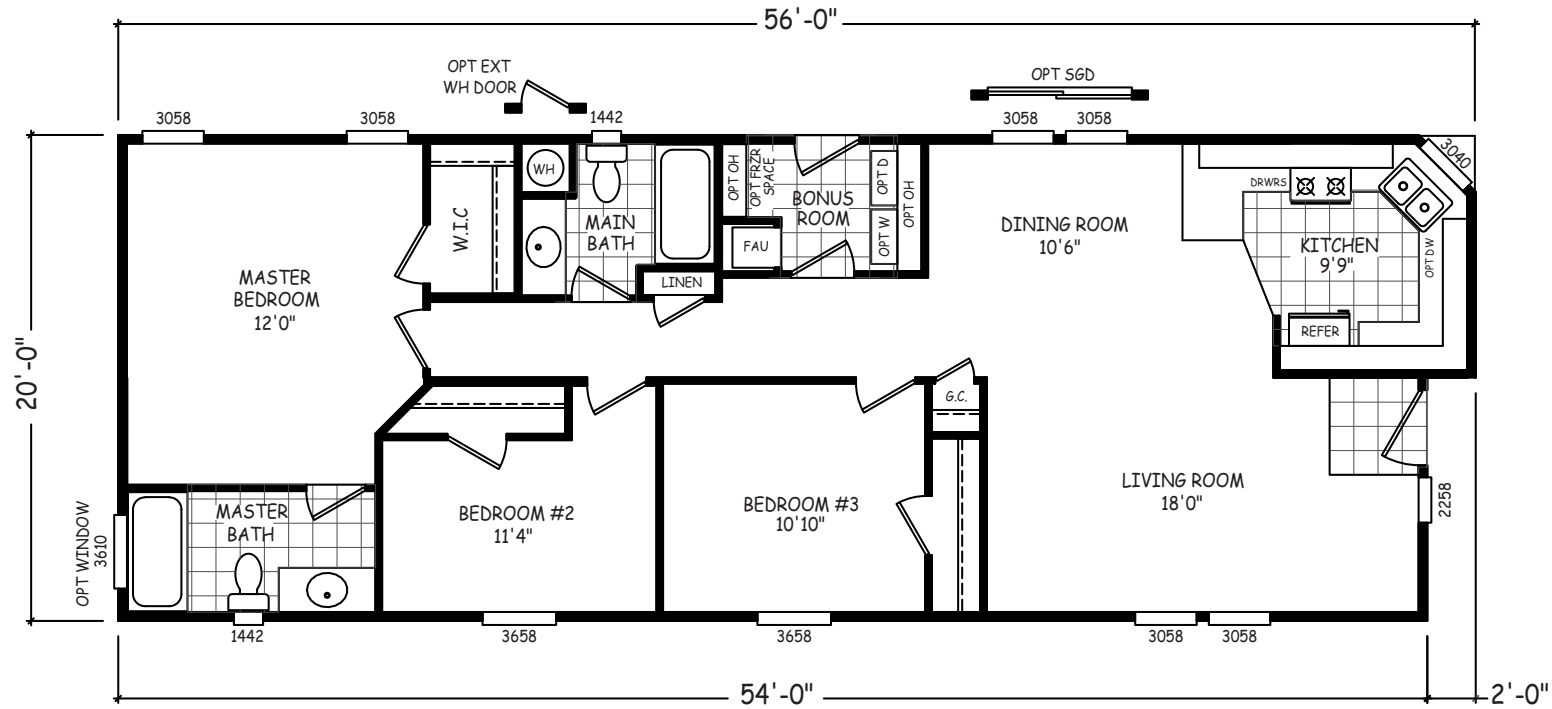 56'-0"
OPT EXT
WH DOOR
OPT SGD
3058
3058
1442
3058
3058
3040
20'-0"
WH
OPT OH
OPT FRZR
SPACE
OPT D
OPT W
OPT OH
BONUS
ROOM
FAU
W.I.C
MAIN
BATH
LINEN
DINING ROOM
10'6"
DRWRS
KITCHEN
9'9"
OPT DW
REFER
MASTER
BEDROOM
12'0"
G.C.
LIVING ROOM
18'0"
2258
OPT WINDOW
3610
MASTER
BATH
BEDROOM #2
11'4"
BEDROOM #3
10'10"
1442
3658
3658
3058
3058
54'-0"
2'-0"